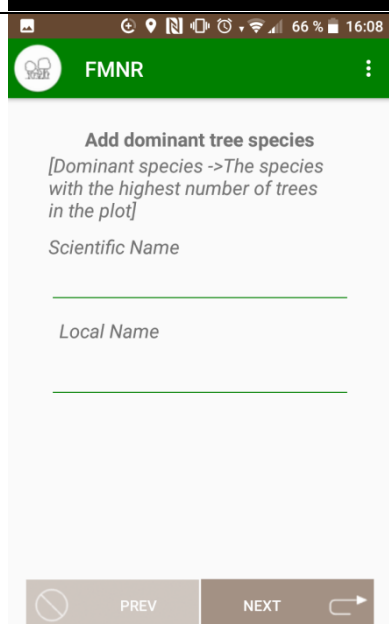 66 % 16:08
FMNR
Add dominant tree species
[Dominant species ->The species
with the highest number of trees
in the plot]
Scientific Name
Local Name
PREV NEXT